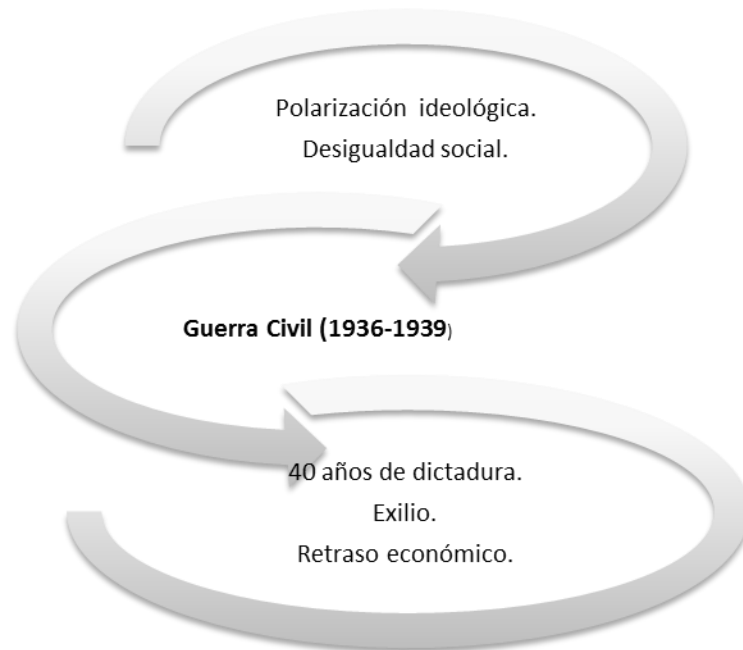 Polarización ideológica.
Desigualdad social.
Guerra Civil (1936-1939)
40 años de dictadura.
Exilio.
Retraso económico.